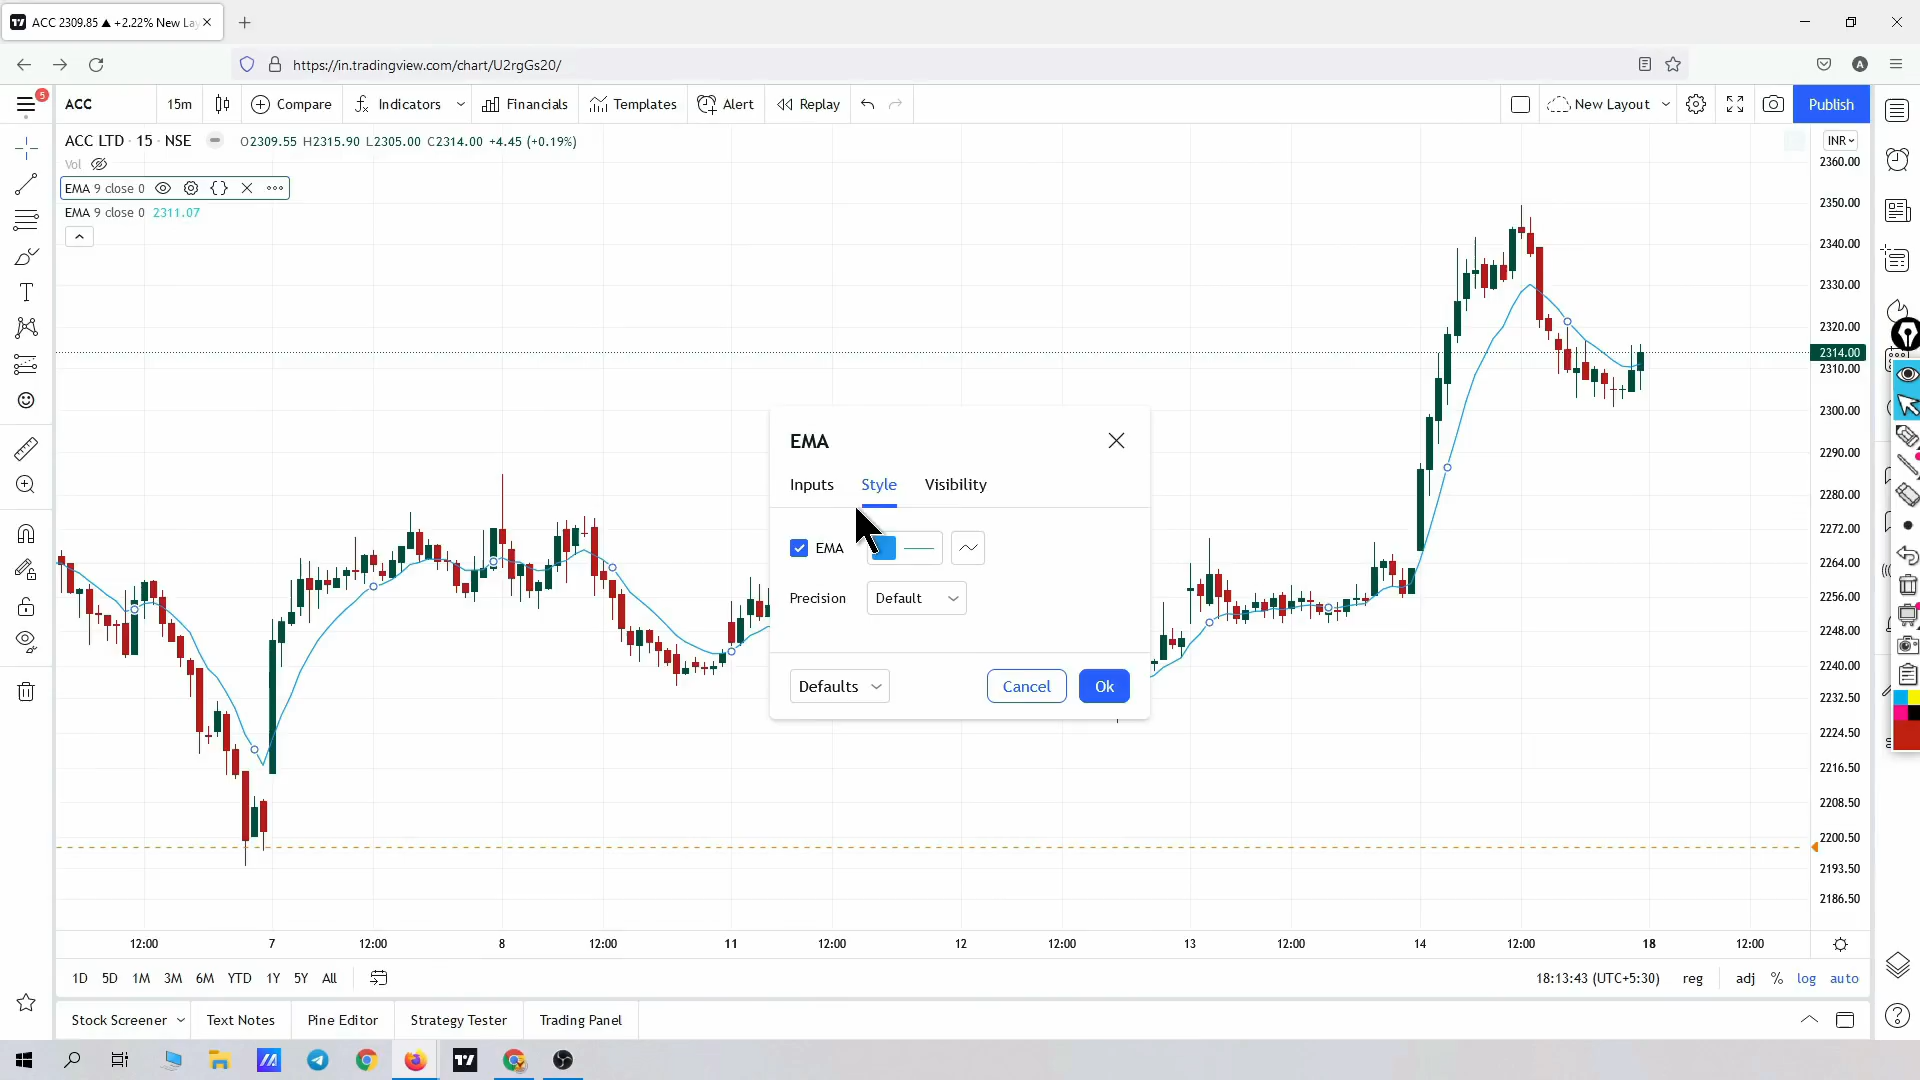 ACC 2309.85 ▲ +2.22% New La
https://in.tradingview.com/chart/U2rgGs20/
5
ACC 15m Compare Indicators Financials Templates Alert Replay New Layout Publish
ACC LTD · 15 · NSE O2309.55 H2315.90 L2305.00 C2314.00 +4.45 (+0.19%)
INR
Vol
EMA 9 close 0
EMA 9 close 0 2311.07
2360.00
2350.00
2340.00
2330.00
2320.00
2314.00
2310.00
2300.00
2290.00
2280.00
2272.00
2264.00
2256.00
2248.00
2240.00
2232.50
2224.50
2216.50
2208.50
2200.50
2193.50
2186.50
EMA
Inputs Style Visibility
EMA
Precision Default
Defaults Cancel Ok
12:00 7 12:00 8 12:00 11 12:00 12 12:00 13 12:00 14 12:00 18 12:00
1D 5D 1M 3M 6M YTD 1Y 5Y All 18:13:43 (UTC+5:30) reg adj % log auto
Stock Screener Text Notes Pine Editor Strategy Tester Trading Panel